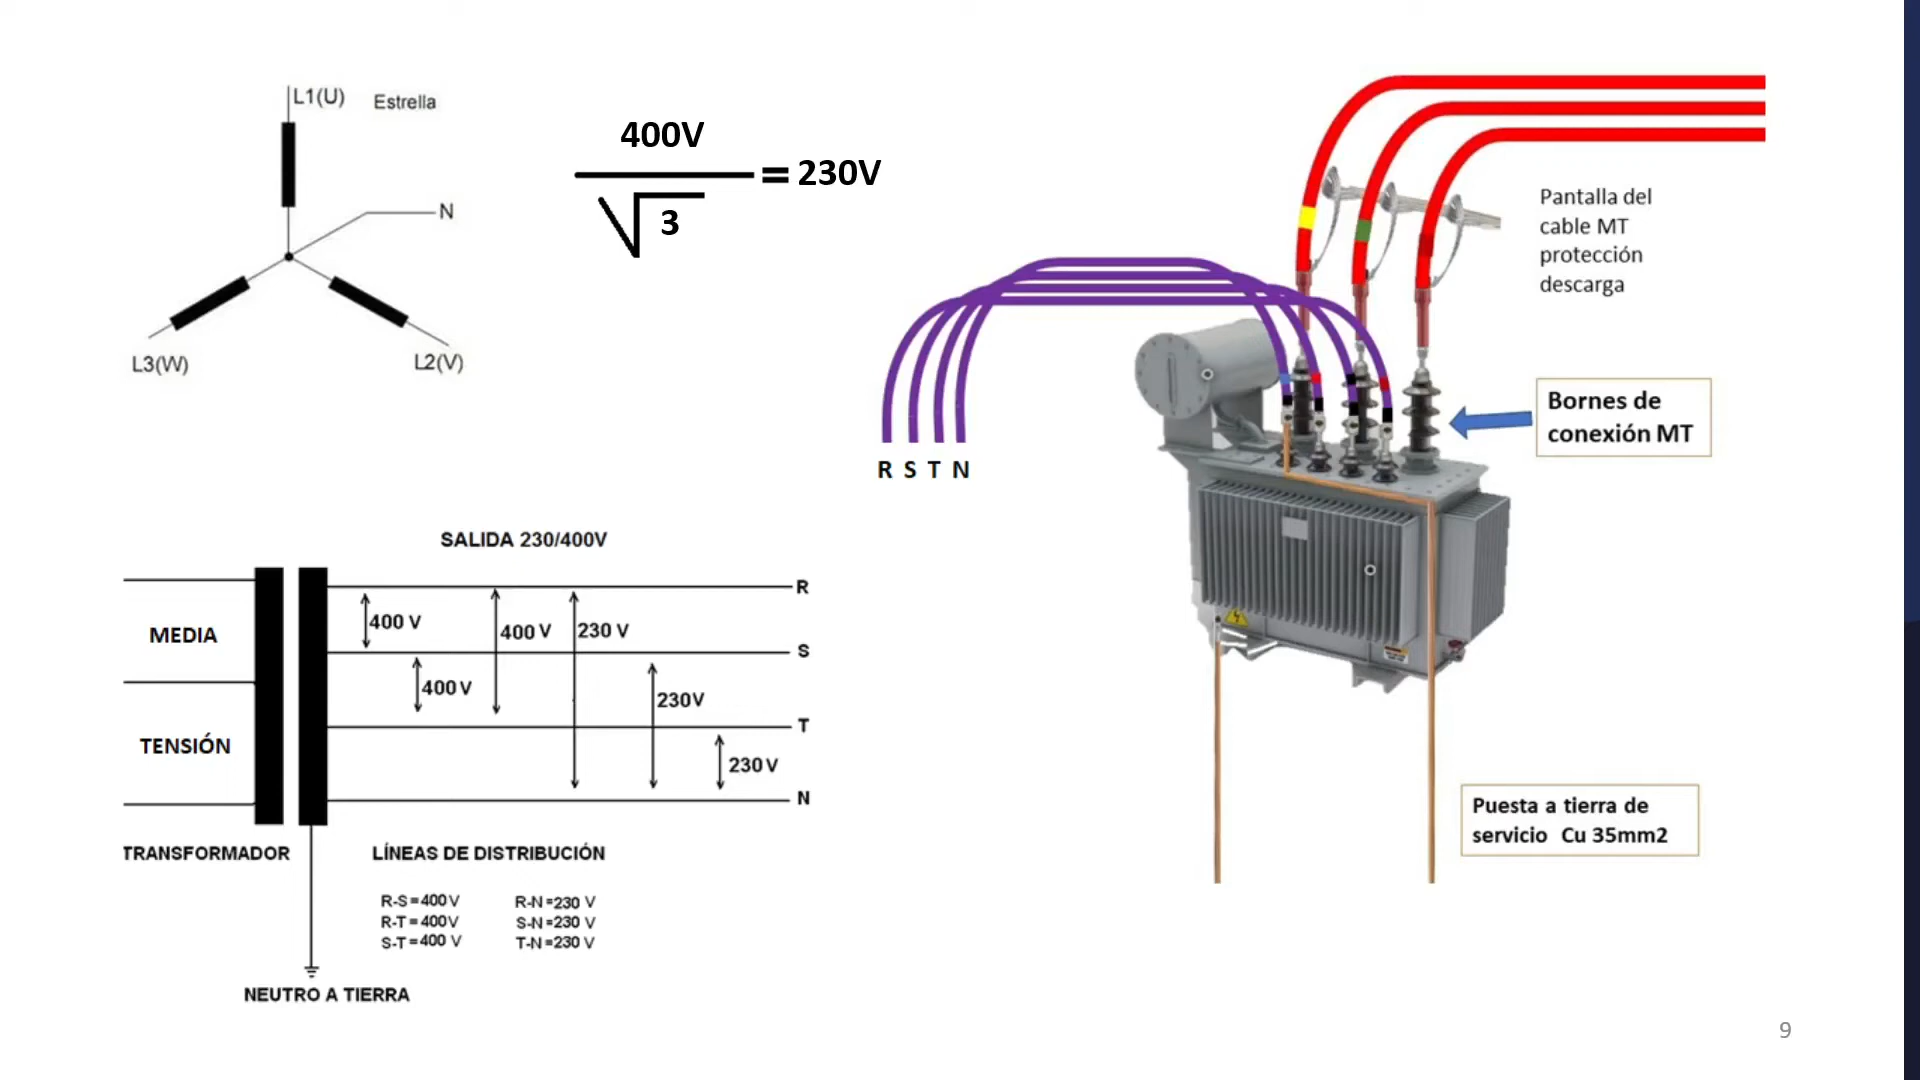 L1(U)
Estrella
N
L3(W)
L2(V)
400V
√3
= 230V
Pantalla del
cable MT
protección
descarga
Bornes de
conexión MT
R S T N
Puesta a tierra de
servicio Cu 35mm2
SALIDA 230/400V
MEDIA
TENSIÓN
400 V
400 V
400 V
230 V
230V
230 V
R
S
T
N
TRANSFORMADOR
LÍNEAS DE DISTRIBUCIÓN
R-S=400 V
R-N=230 V
R-T=400V
S-N=230 V
S-T=400 V
T-N=230 V
NEUTRO A TIERRA
9